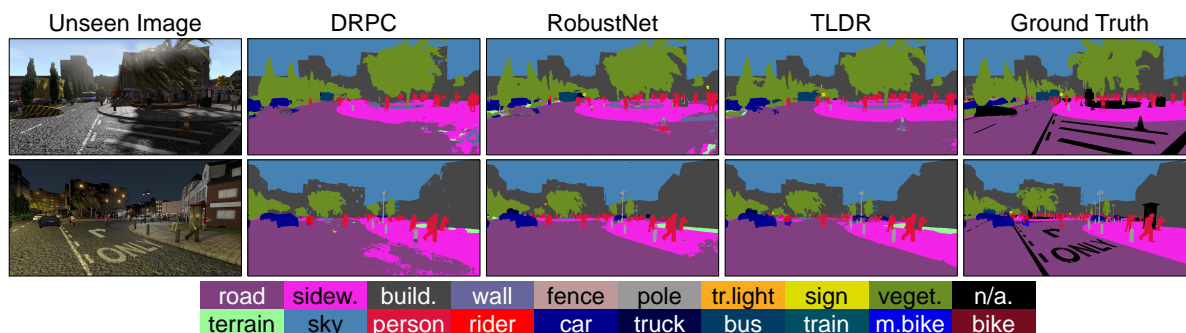 Unseen Image DRPC RobustNet TLDR Ground Truth
ONLY
ONLY
road sidew. build. wall fence pole tr.light sign veget. n/a.
terrain sky person rider car truck bus train m.bike bike